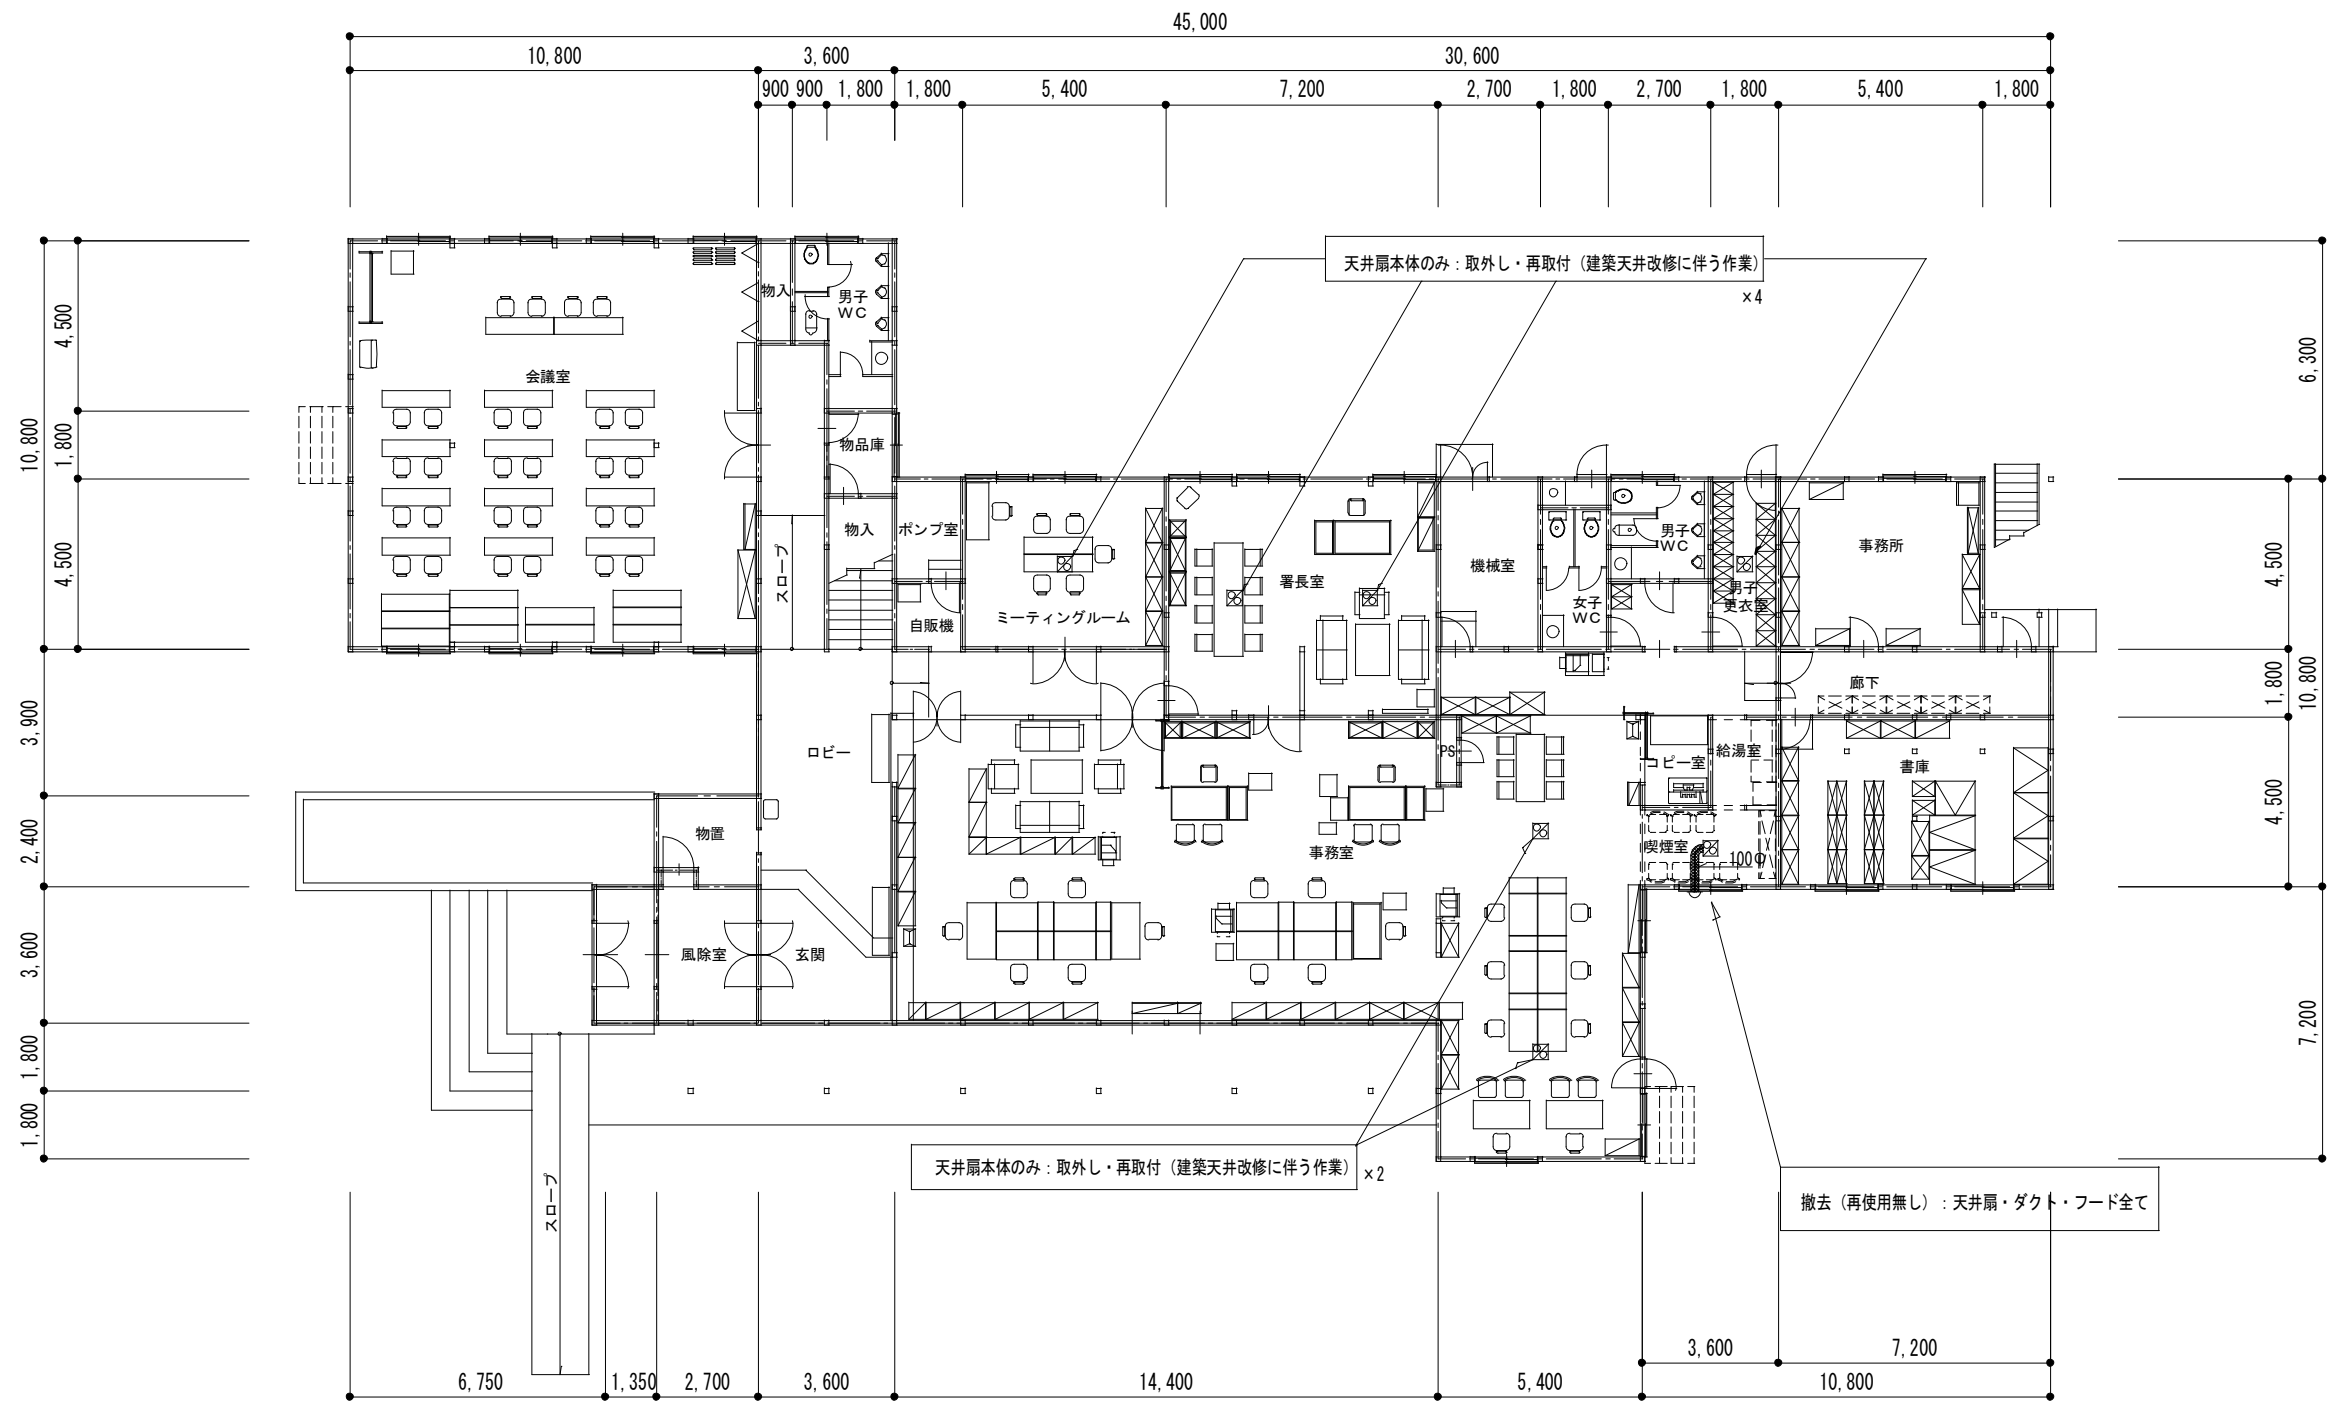 45,000
10,800
3,600
30,600
900
900
1,800
1,800
5,400
7,200
2,700
1,800
2,700
1,800
5,400
1,800
天井扇本体のみ：取外し・再取付（建築天井改修に伴う作業）
×4
10,800
4,500
1,800
4,500
3,900
2,400
3,600
1,800
1,800
6,300
4,500
1,800
10,800
4,500
7,200
物入
男子
ＷＣ
会議室
物品庫
物入
スロープ
ポンプ室
自販機
ミーティングルーム
署長室
機械室
女子
ＷＣ
男子
ＷＣ
男子
更衣室
事務所
廊下
ロビー
PS
コピー室
給湯室
書庫
物置
事務室
喫煙室
100Φ
風除室
玄関
天井扇本体のみ：取外し・再取付（建築天井改修に伴う作業）
×2
撤去（再使用無し）：天井扇・ダクト・フード全て
スロープ
3,600
7,200
6,750
1,350
2,700
3,600
14,400
5,400
10,800